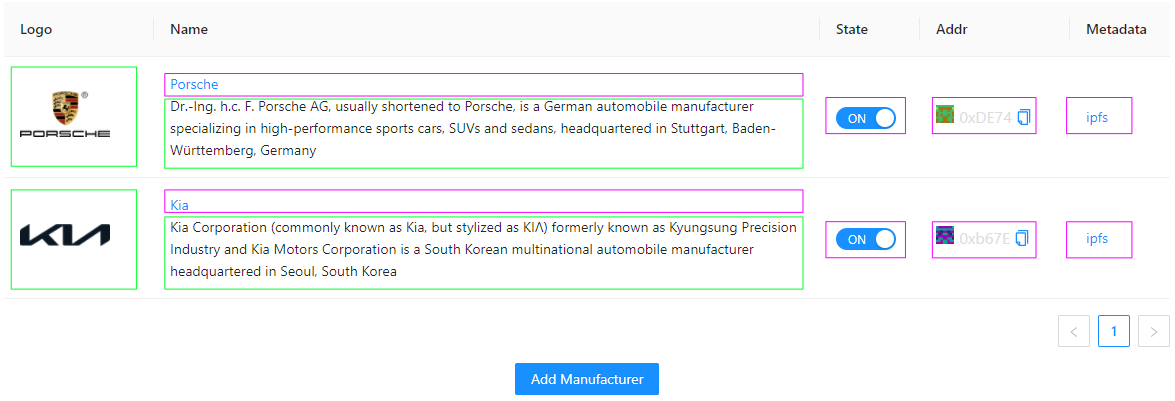 Logo Name State Addr Metadata
Porsche
Dr.-Ing. h.c. F. Porsche AG, usually shortened to Porsche, is a German automobile manufacturer
specializing in high-performance sports cars, SUVs and sedans, headquartered in Stuttgart, Baden-
Württemberg, Germany
PORSCHE®
ON 0xDE74 ipfs
Kia
Kia Corporation (commonly known as Kia, but stylized as KIΛ) formerly known as Kyungsung Precision
Industry and Kia Motors Corporation is a South Korean multinational automobile manufacturer
headquartered in Seoul, South Korea
KIA
ON 0xb67E ipfs
< 1 >
Add Manufacturer